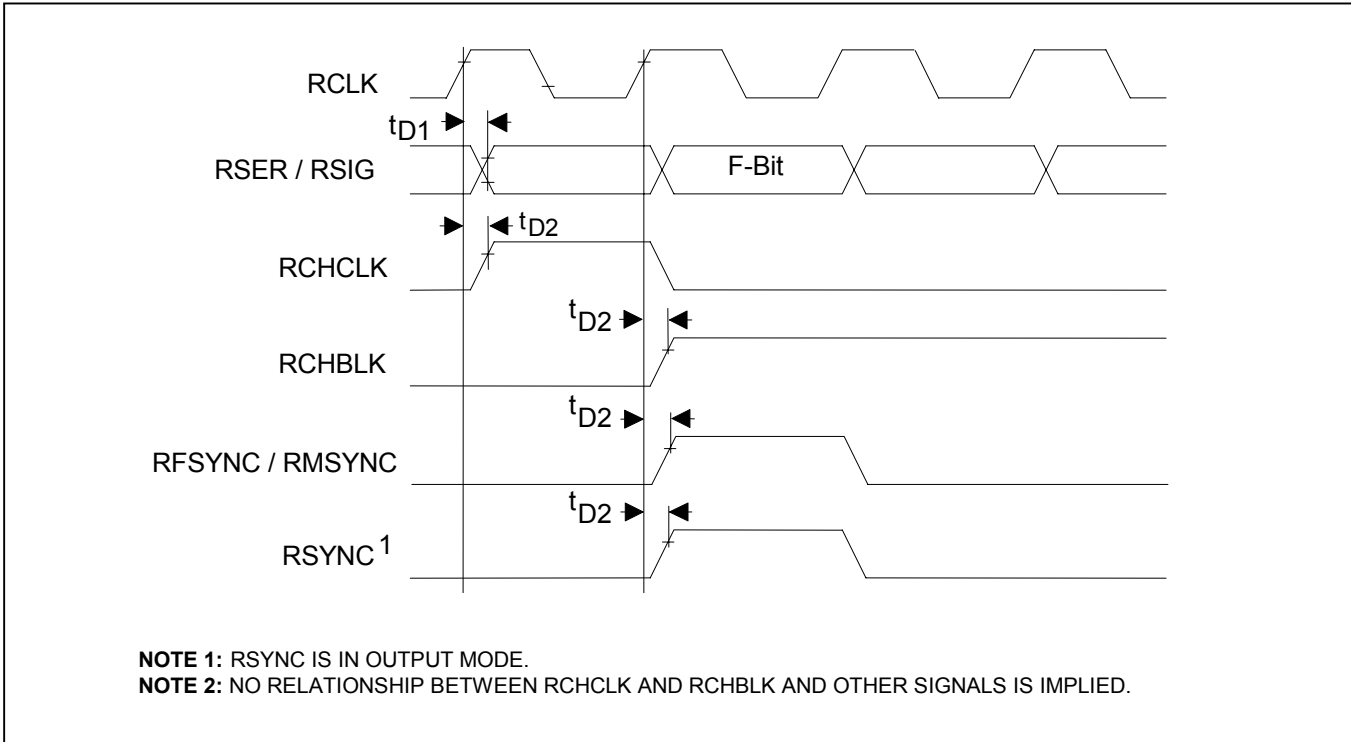 RCLK
tD1
RSER / RSIG
F-Bit
tD2
RCHCLK
tD2
RCHBLK
tD2
RFSYNC / RMSYNC
tD2
RSYNC 1
NOTE 1: RSYNC IS IN OUTPUT MODE.
NOTE 2: NO RELATIONSHIP BETWEEN RCHCLK AND RCHBLK AND OTHER SIGNALS IS IMPLIED.